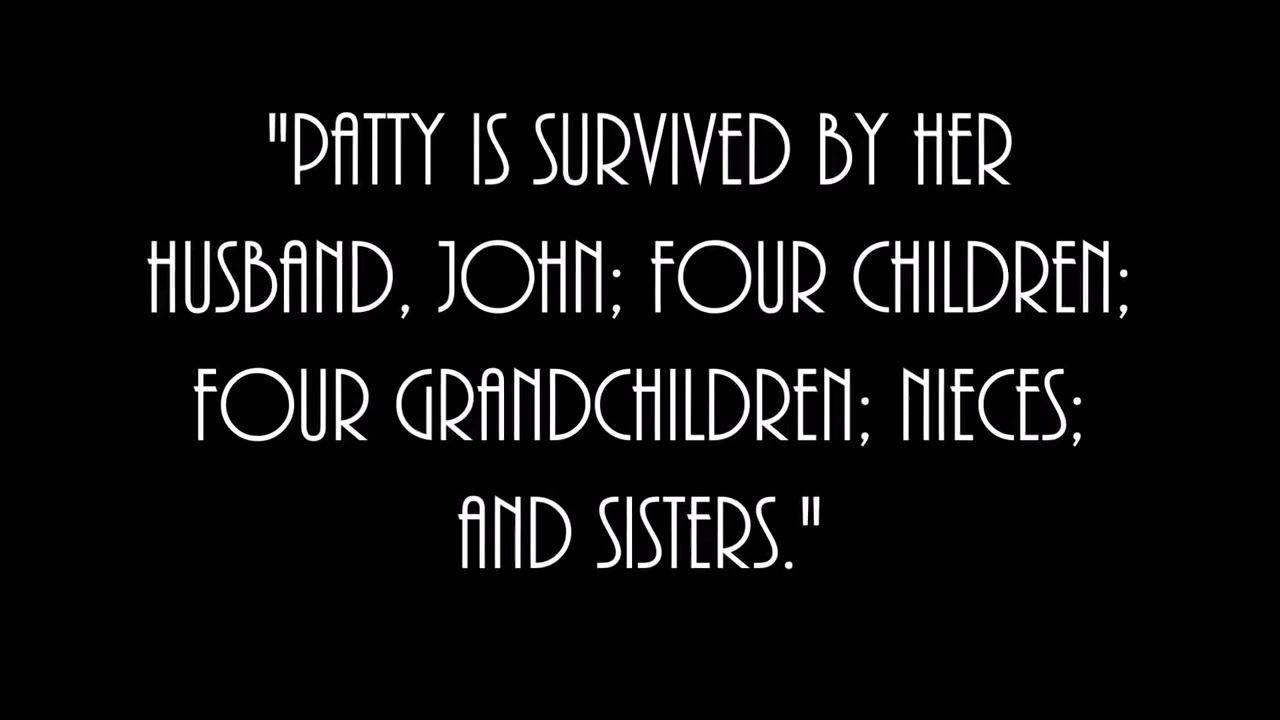 "PATTY IS SURVIVED BY HER
HUSBAND, JOHN; FOUR CHILDREN;
FOUR GRANDCHILDREN; NIECES;
AND SISTERS."